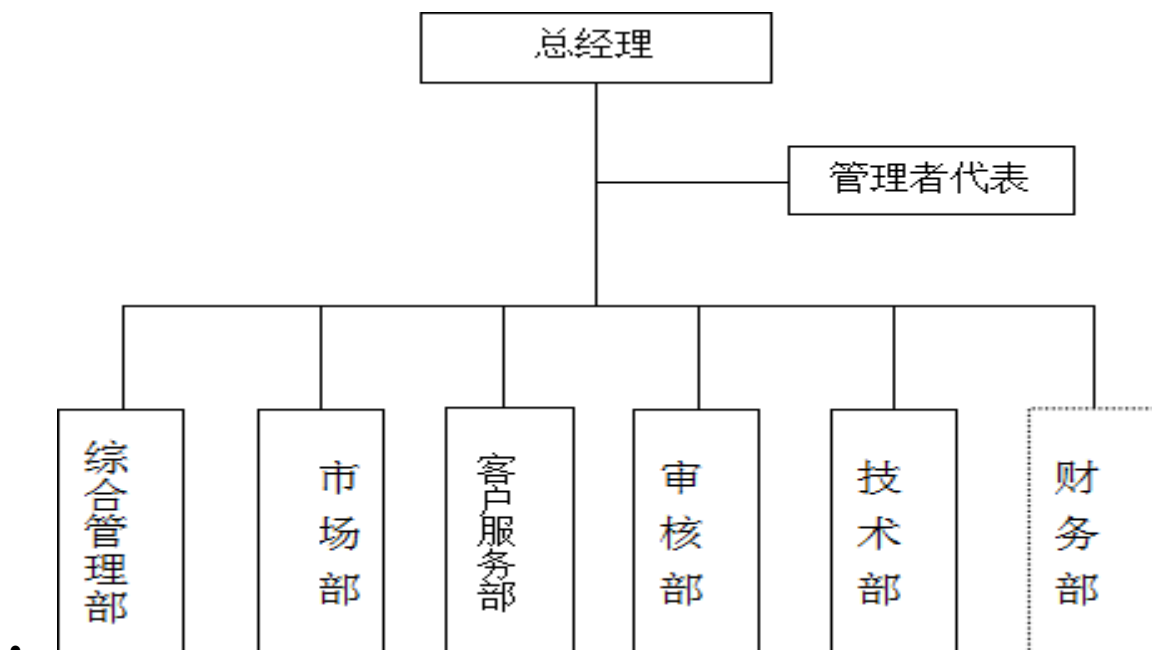 总经理
管理者代表
综合管理部
市场部
客户服务部
审核部
技术部
财务部